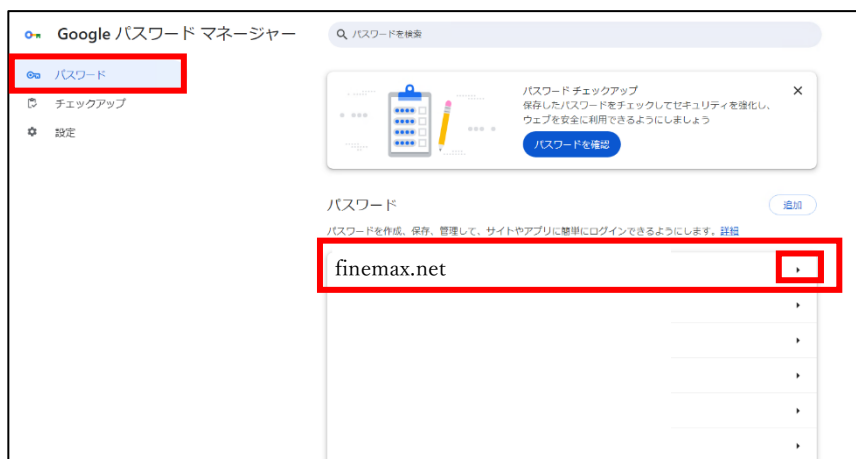 Google パスワード マネージャー
パスワードを検索
パスワード
チェックアップ
設定
パスワード チェックアップ
保存したパスワードをチェックしてセキュリティを強化し、
ウェブを安全に利用できるようにしましょう
パスワードを確認
パスワード
追加
パスワードを作成、保存、管理して、サイトやアプリに簡単にログインできるようにします。詳細
finemax.net